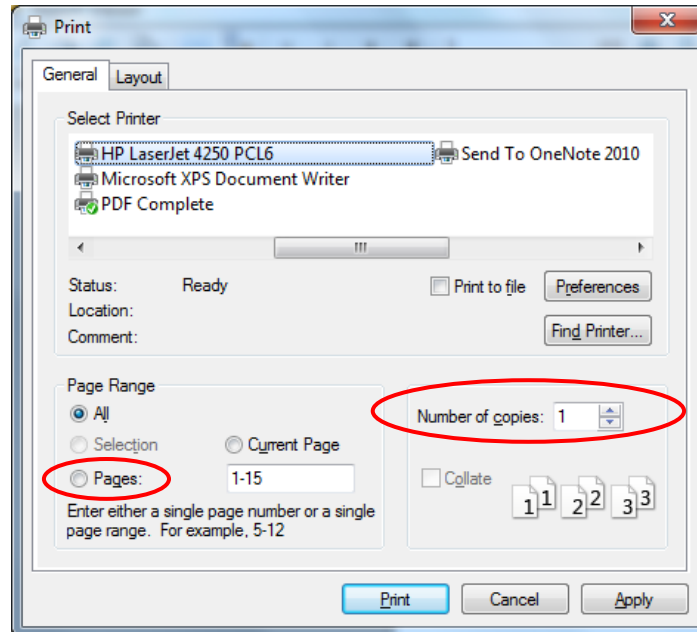 Print
General Layout
Select Printer
HP LaserJet 4250 PCL6 Send To OneNote 2010
Microsoft XPS Document Writer
PDF Complete
Status: Ready Print to file Preferences
Location:
Comment: Find Printer...
Page Range
All
Selection Current Page
Pages: 1-15
Enter either a single page number or a single
page range. For example, 5-12
Number of copies: 1
Collate
1 1 2 2 3 3
Print Cancel Apply